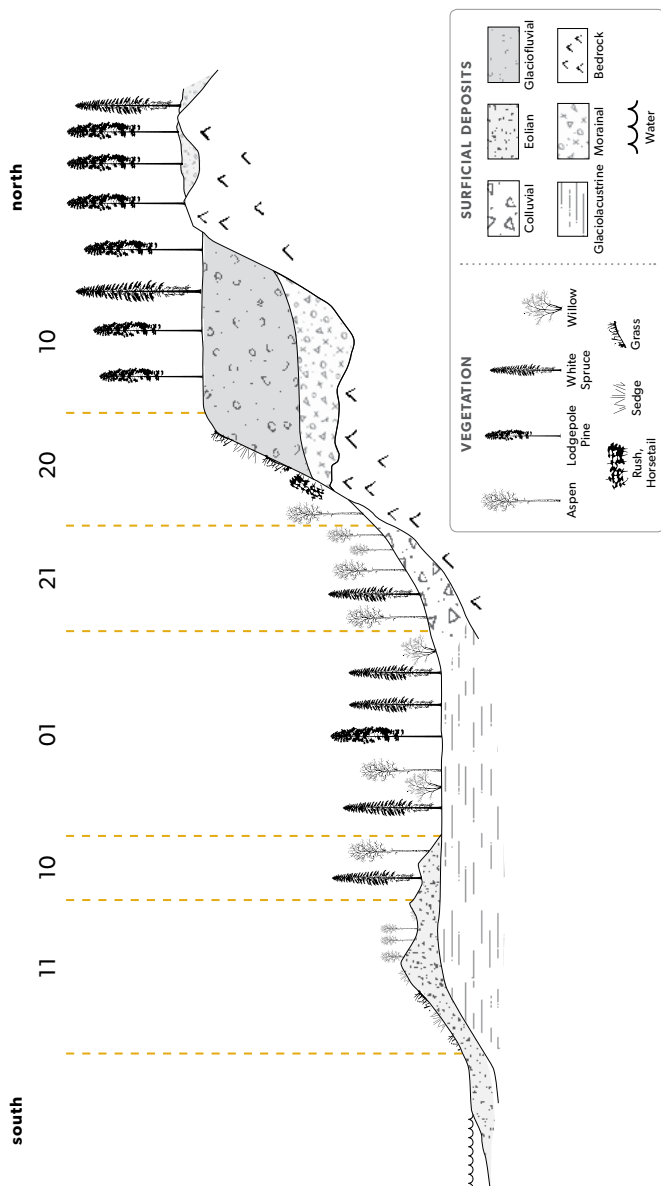 south
11
10
01
21
20
10
north
VEGETATION
Aspen
Lodgepole
Pine
White
Spruce
Willow
Rush,
Horsetail
Sedge
Grass
SURFICIAL DEPOSITS
Colluvial
Eolian
Glaciofluvial
Glaciolacustrine
Morainal
Bedrock
Water